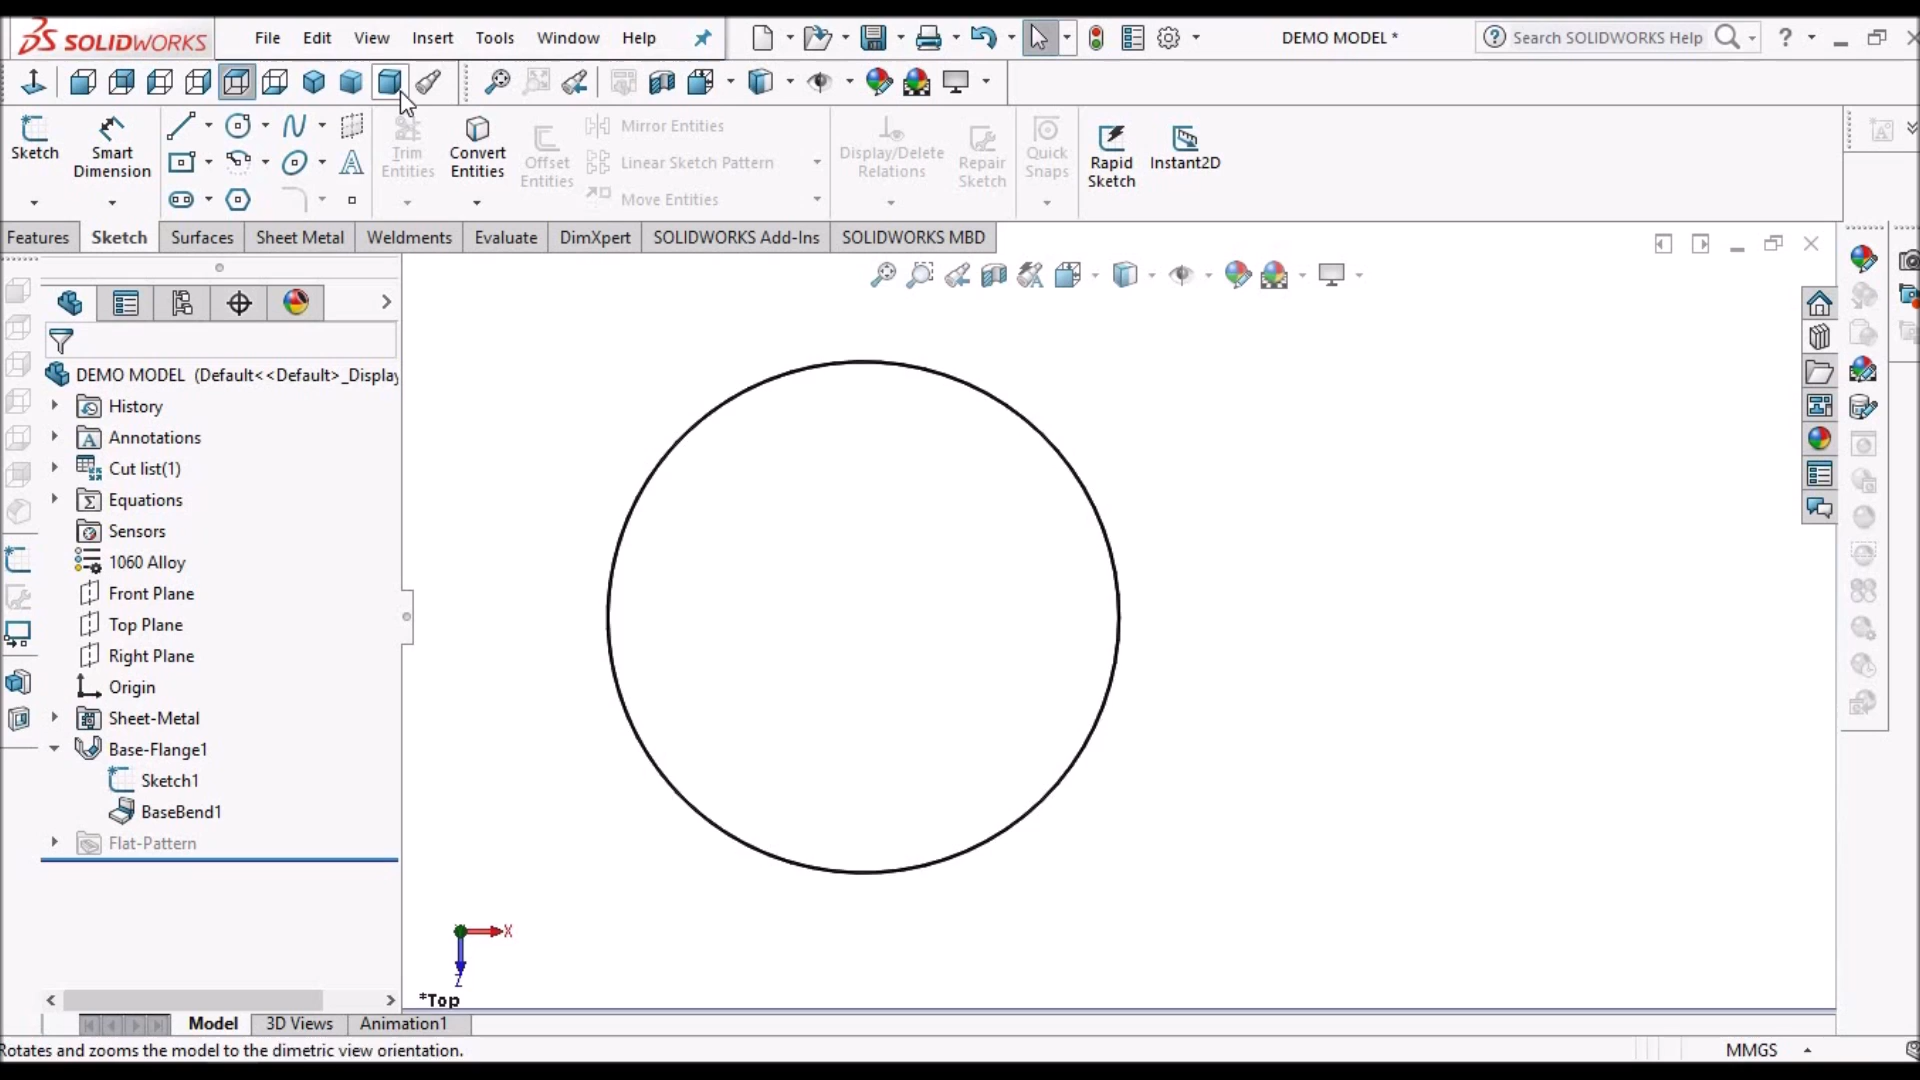 SOLIDWORKS File Edit View Insert Tools Window Help DEMO MODEL * Search SOLIDWORKS Help
Sketch Smart Dimension Trim Entities Convert Entities Offset Entities Mirror Entities Linear Sketch Pattern Move Entities Display/Delete Relations Repair Sketch Quick Snaps Rapid Sketch Instant2D
Features Sketch Surfaces Sheet Metal Weldments Evaluate DimXpert SOLIDWORKS Add-Ins SOLIDWORKS MBD
DEMO MODEL (Default<<Default>_Display
History
Annotations
Cut list(1)
Equations
Sensors
1060 Alloy
Front Plane
Top Plane
Right Plane
Origin
Sheet-Metal
Base-Flange1
Sketch1
BaseBend1
Flat-Pattern
X
Z
*Top
Model 3D Views Animation1
Rotates and zooms the model to the dimetric view orientation. MMGS